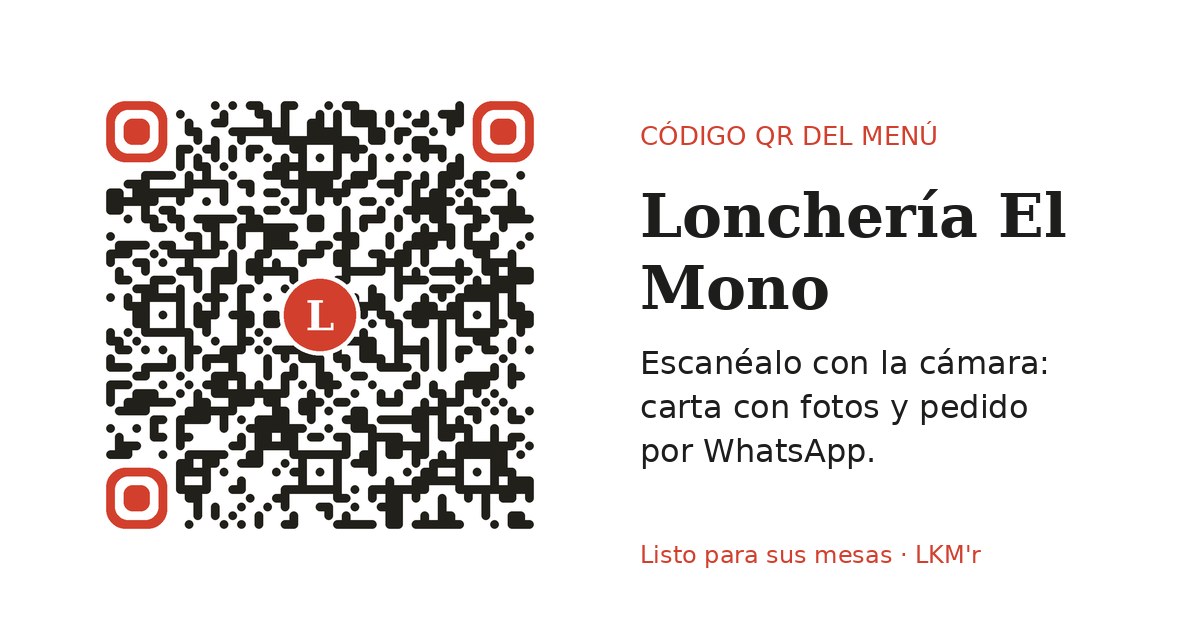 L
CÓDIGO QR DEL MENÚ
Lonchería El
Mono
Escanéalo con la cámara:
carta con fotos y pedido
por WhatsApp.
Listo para sus mesas · LKM'r